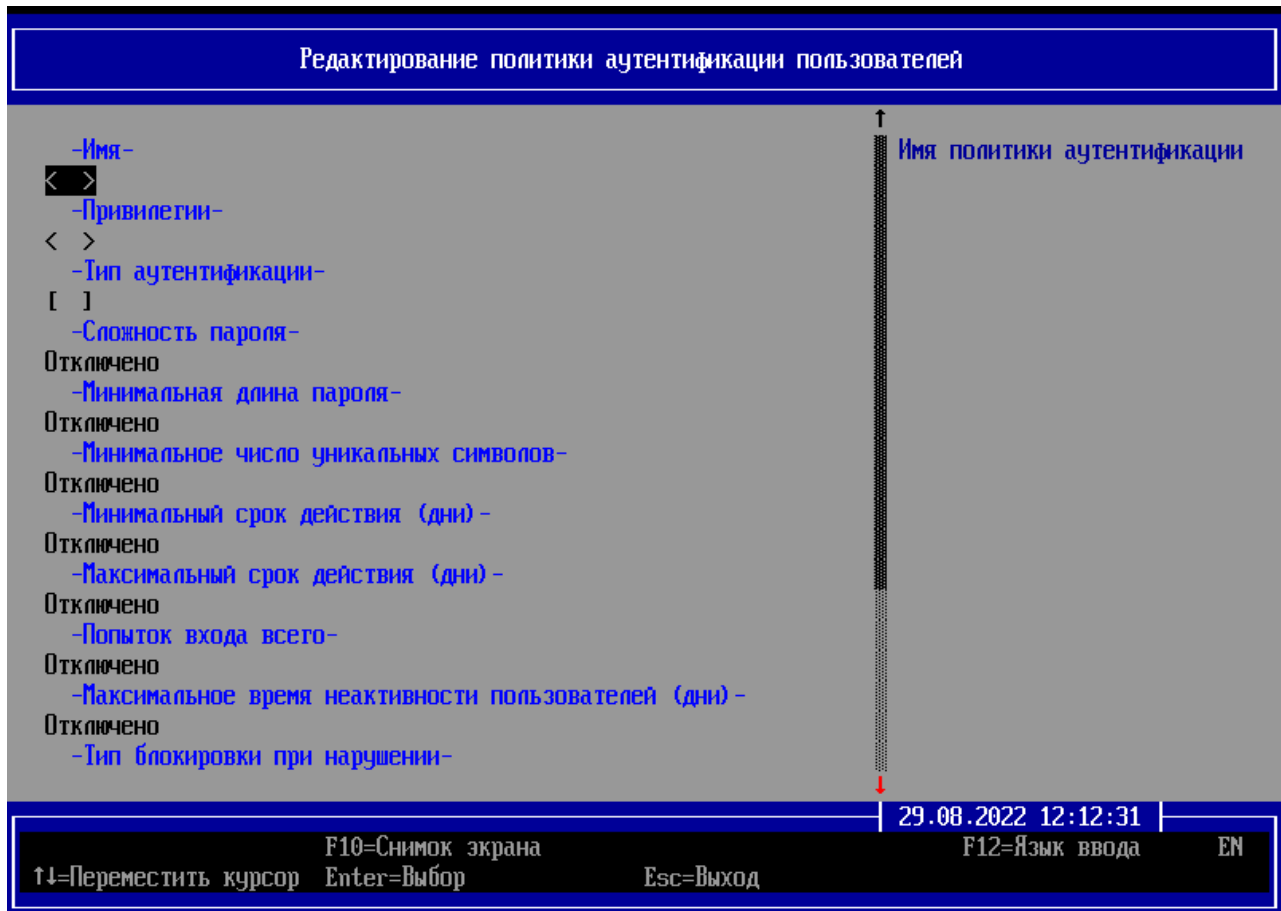 Редактирование политики аутентификации пользователей
↑
-Имя-
Имя политики аутентификации
< >
-Привилегии-
< >
-Тип аутентификации-
[ ]
-Сложность пароля-
Отключено
-Минимальная длина пароля-
Отключено
-Минимальное число уникальных символов-
Отключено
-Минимальный срок действия (дни)-
Отключено
-Максимальный срок действия (дни)-
Отключено
-Попыток входа всего-
Отключено
-Максимальное время неактивности пользователей (дни)-
Отключено
-Тип блокировки при нарушении-
↓
29.08.2022 12:12:31
F10=Снимок экрана F12=Язык ввода EN
↑↓=Переместить курсор Enter=Выбор Esc=Выход